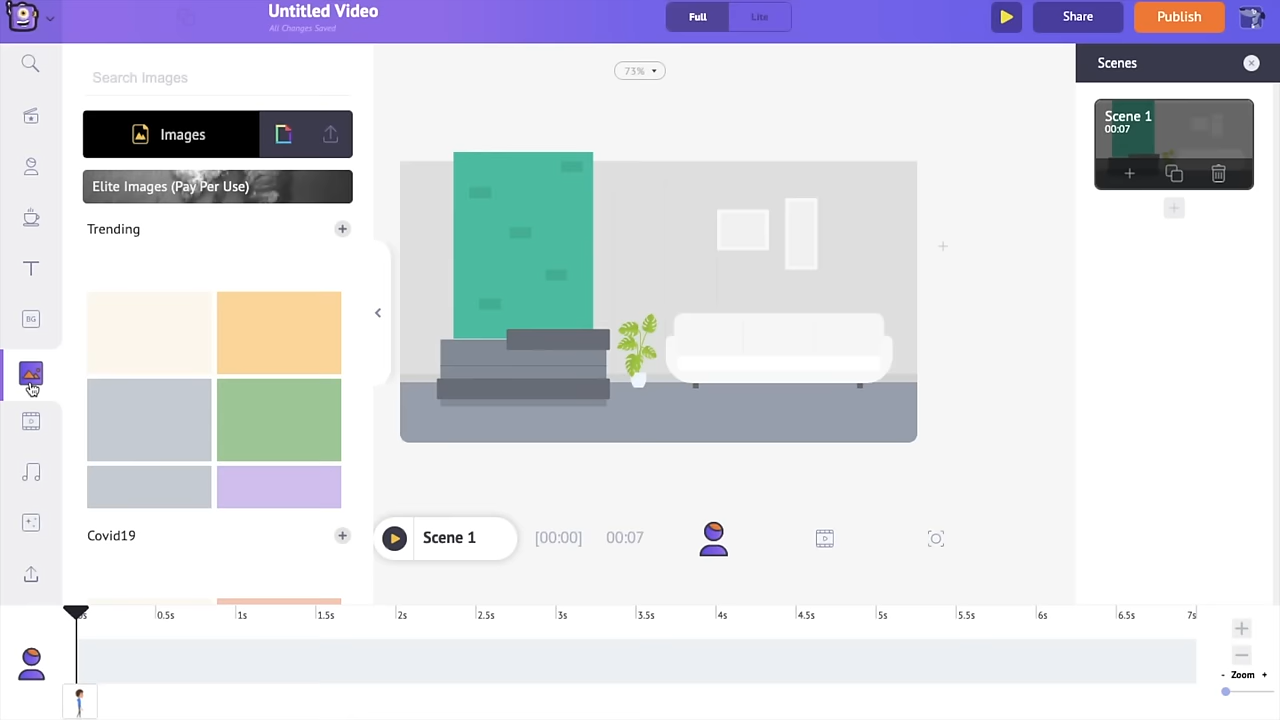 Untitled Video
All Changes Saved
Full
Lite
Share
Publish
Search Images
73%
Scenes
Images
Scene 1
00:07
Elite Images (Pay Per Use)
Trending
BG
Covid19
Scene 1
[00:00]
00:07
0.5s
1s
1.5s
2s
2.5s
3s
3.5s
4s
4.5s
5s
5.5s
6s
6.5s
7s
- Zoom +